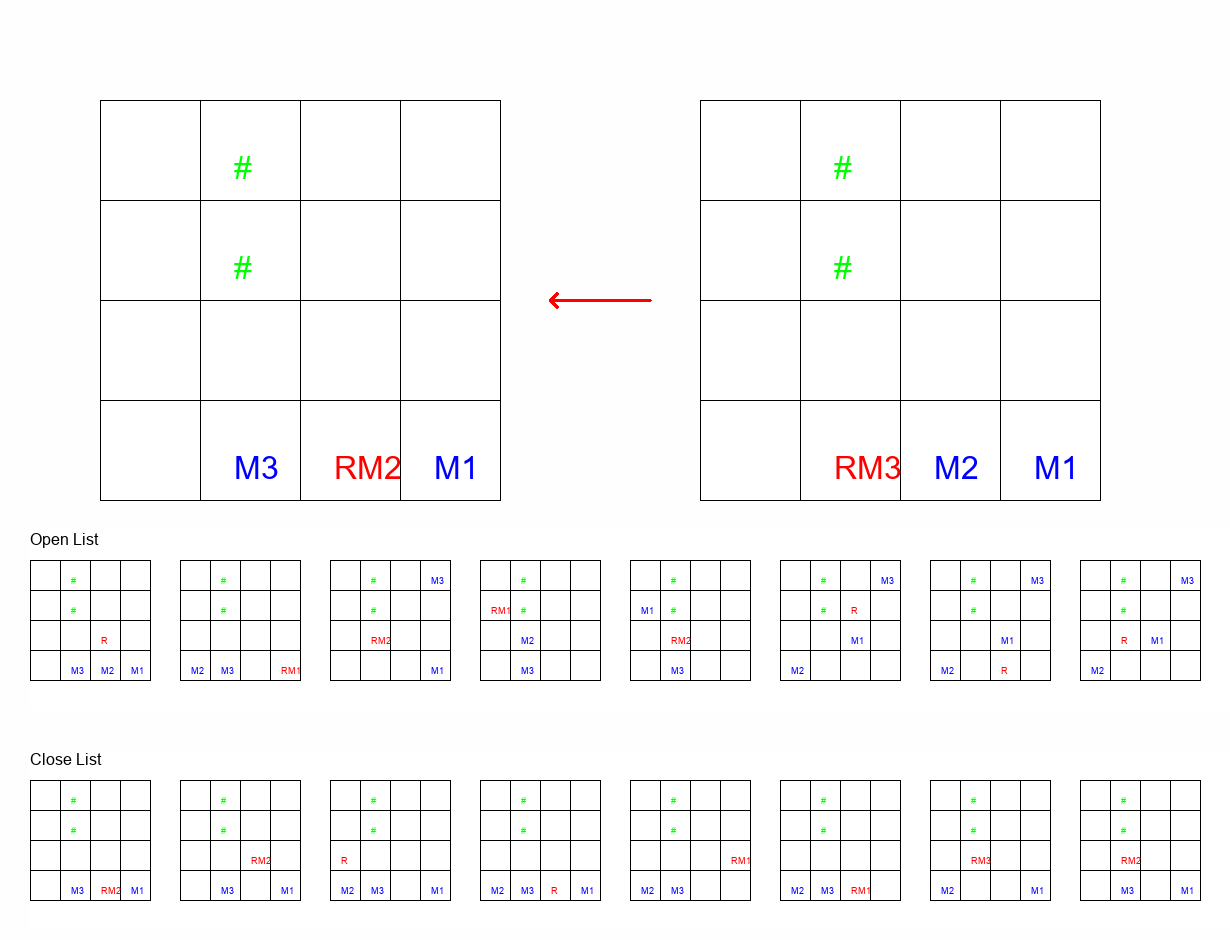 # #
# #
M3 RM2 M1 RM3 M2 M1
Open List
# # # M3 # # # M3 # M3 # M3
# # # RM1 # M1 # # R # #
R RM2 M2 RM2 M1 M1 R M1
M3 M2 M1 M2 M3 RM1 M1 M3 M3 M2 M2 R M2
Close List
# # # # # # # #
# # # # # # # #
RM2 R RM1 RM3 RM2
M3 RM2 M1 M3 M1 M2 M3 M1 M2 M3 R M1 M2 M3 M2 M3 RM1 M2 M1 M3 M1